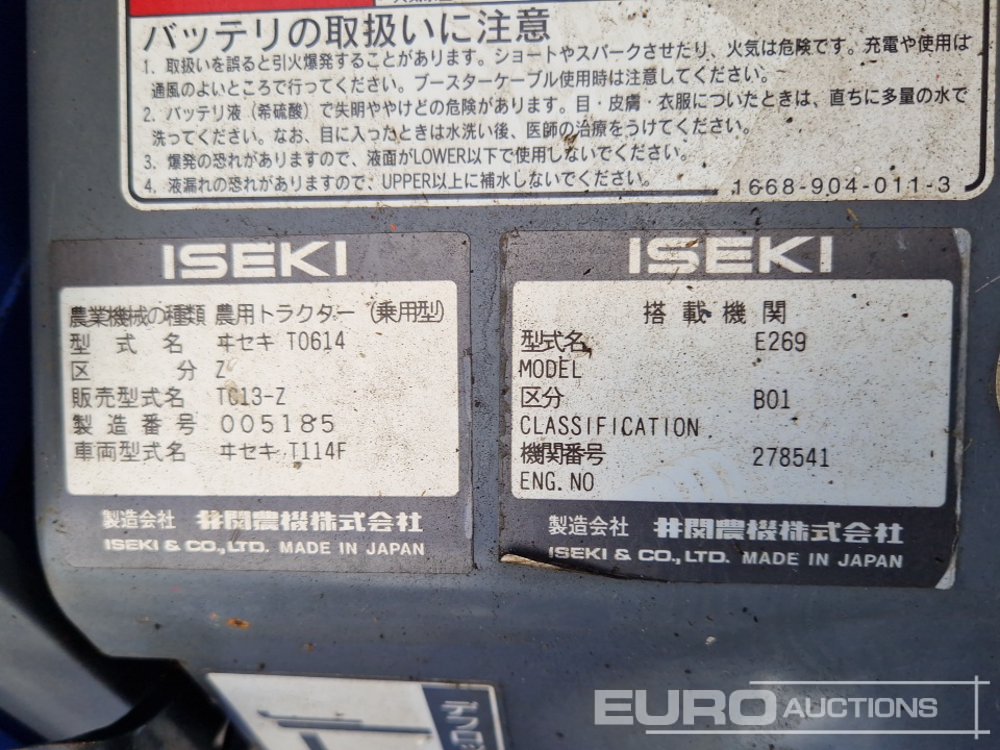 バッテリの取扱いに注意
1. 取扱いを誤ると引火爆発することがあります。ショートやスパークさせたり、火気は危険です。充電や使用は
通風のよいところで行ってください。ブースターケーブル使用時は注意してください。
2. バッテリ液（希硫酸）で失明ややけどの危険があります。目・皮膚・衣服についたときは、直ちに多量の水で
洗ってください。なお、目に入ったときは水洗い後、医師の治療をうけてください。
3. 爆発の恐れがありますので、液面がLOWER以下で使用しないでください。
4. 液漏れの恐れがありますので、UPPER以上に補水しないでください。
1668-904-011-3
ISEKI
農業機械の種類 農用トラクター（乗用型）
型式名 ヰセキ T0614
区分 Z
販売型式名 TC13-Z
製造番号 005185
車両型式名 ヰセキ T114F
製造会社 井関農機株式会社
ISEKI & CO., LTD. MADE IN JAPAN
ISEKI
搭載機関
型式名 E269
MODEL
区分 B01
CLASSIFICATION
機関番号 278541
ENG. NO
製造会社 井関農機株式会社
ISEKI & CO., LTD. MADE IN JAPAN
デフロ
EURO AUCTIONS